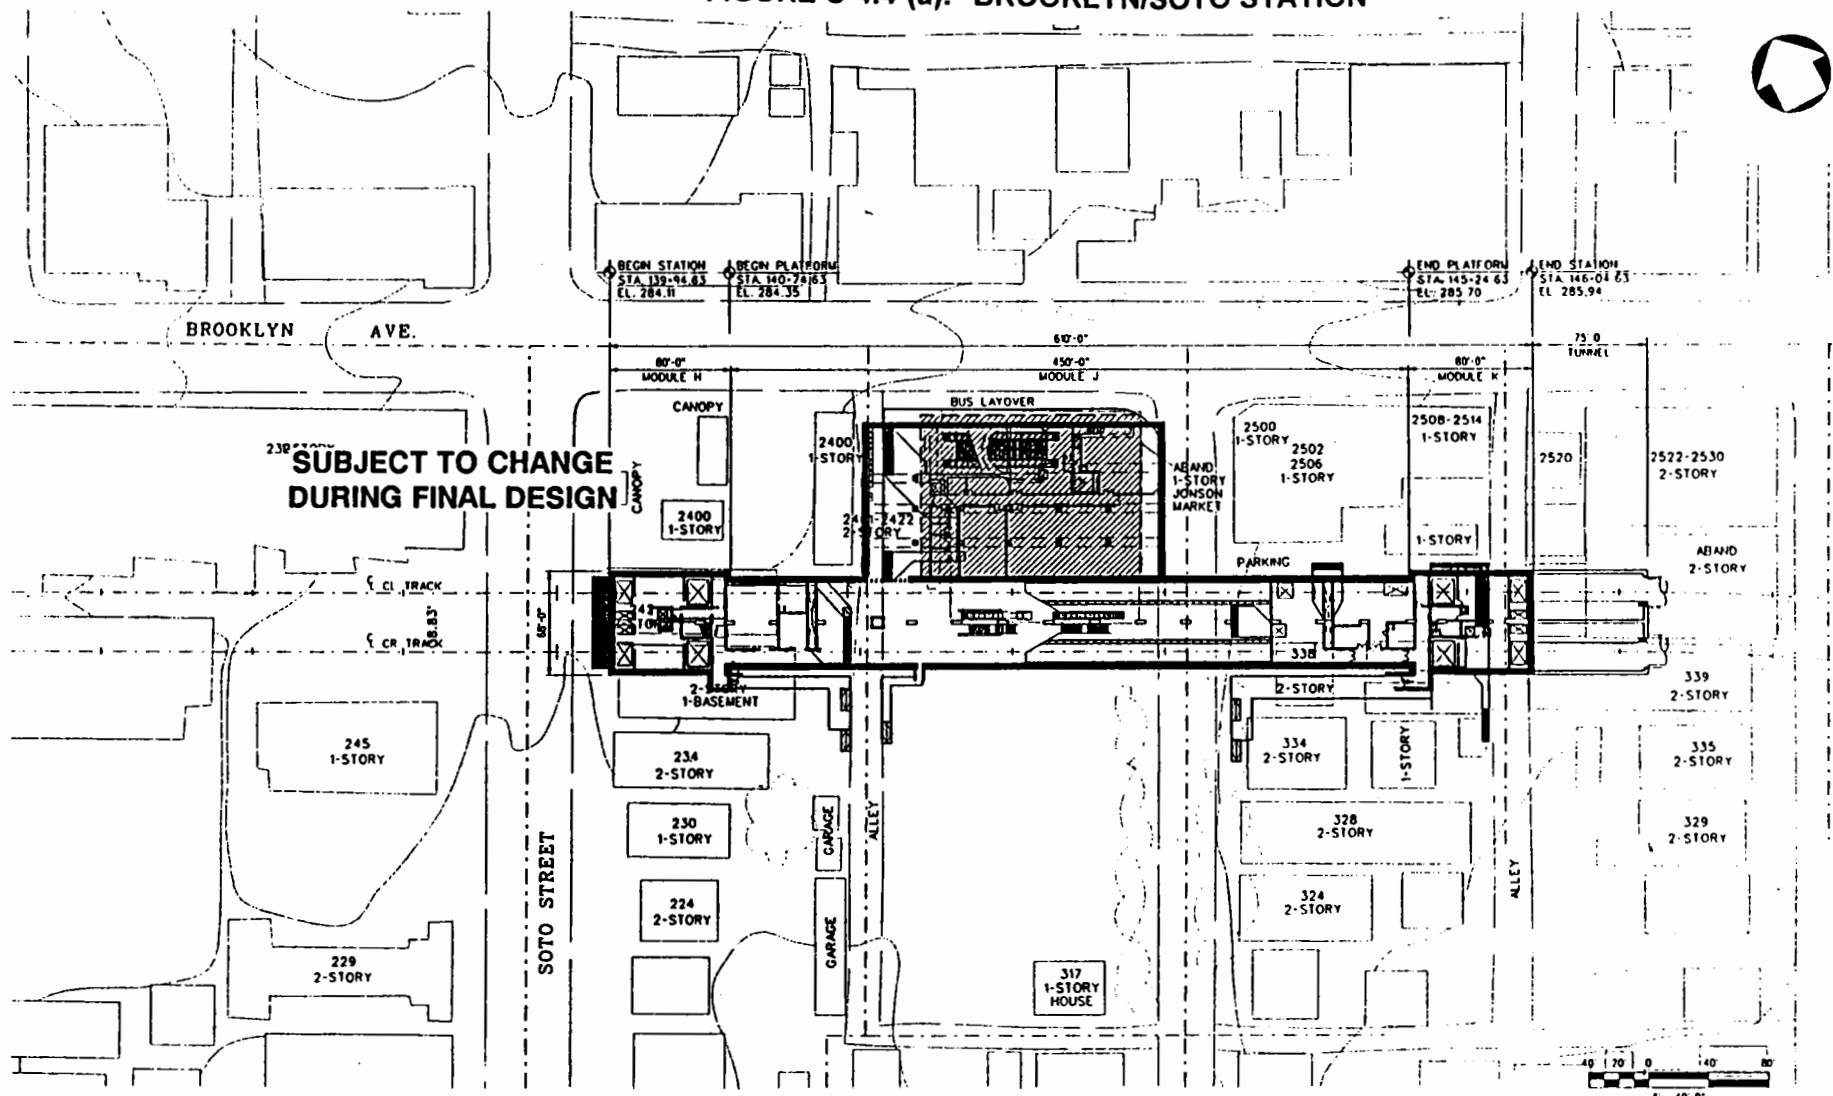 BROOKLYN/SOTO STATION
BEGIN STATION
STA. 139+94.63
EL. 284.11
BEGIN PLATFORM
STA. 140+74.63
EL. 284.35
END PLATFORM
STA. 145+24.63
EL. 285.70
END STATION
STA. 146+04.63
EL. 285.94
BROOKLYN AVE.
610'-0"
75'-0
TUNNEL
80'-0"
MODULE H
450'-0"
MODULE J
80'-0"
MODULE K
BUS LAYOVER
CANOPY
CANOPY
SUBJECT TO CHANGE
DURING FINAL DESIGN
2400
1-STORY
2400
1-STORY
2-STORY
ABAND
1-STORY
JONSON
MARKET
2500
1-STORY
2502
2506
1-STORY
2508-2514
1-STORY
2520
2522-2530
2-STORY
1-STORY
PARKING
ABAND
2-STORY
CL TRACK
CR TRACK
68'-0"
338
2-STORY
2-STORY
1-BASEMENT
339
2-STORY
245
1-STORY
234
2-STORY
334
2-STORY
1-STORY
335
2-STORY
230
1-STORY
GARAGE
ALLEY
328
2-STORY
329
2-STORY
SOTO STREET
224
2-STORY
GARAGE
324
2-STORY
ALLEY
229
2-STORY
317
1-STORY
HOUSE
40' 20' 0 40' 80'